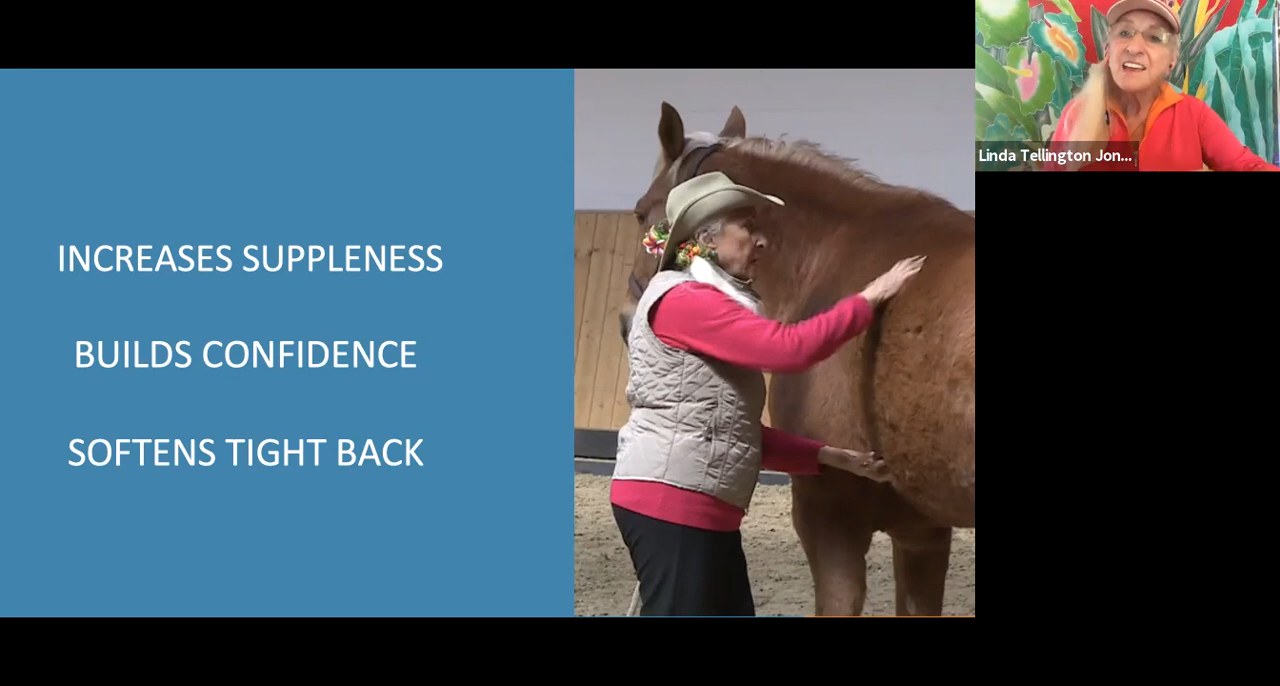 INCREASES SUPPLENESS
BUILDS CONFIDENCE
SOFTENS TIGHT BACK
Linda Tellington Jon...